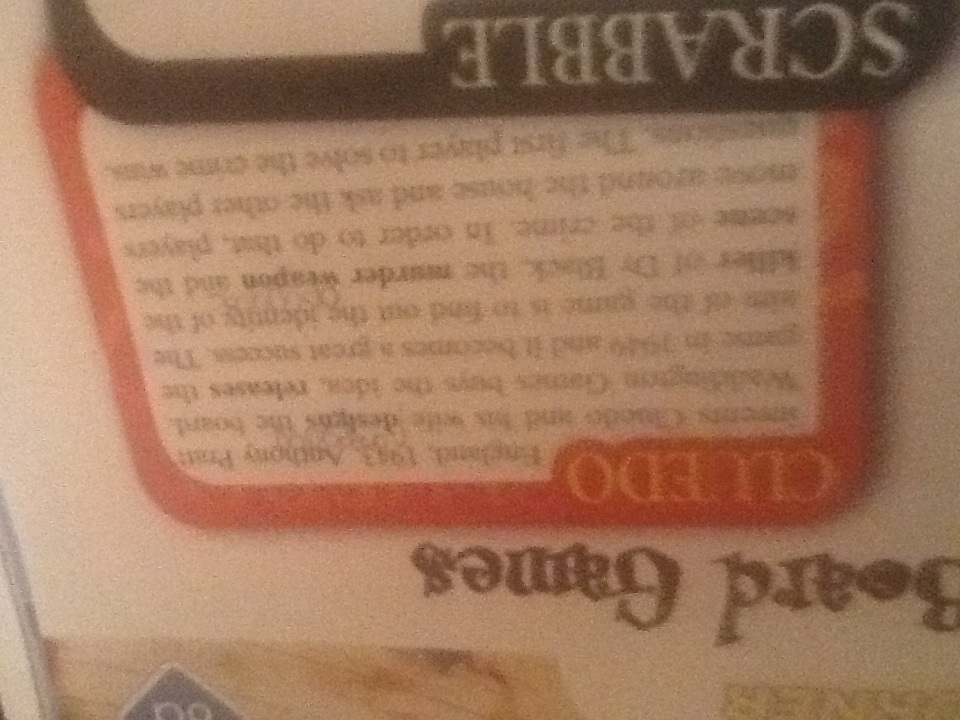 Board Games
CLUEDO
England, 1943. Anthony Pratt
invents Cluedo and his wife designs the board.
Waddington Games buys the idea, releases the
game in 1949 and it becomes a great success. The
aim of the game is to find out the identity of the
killer of Dr Black, the murder weapon and the
scene of the crime. In order to do that, players
move around the house and ask the other players
questions. The first player to solve the crime wins.
SCRABBLE